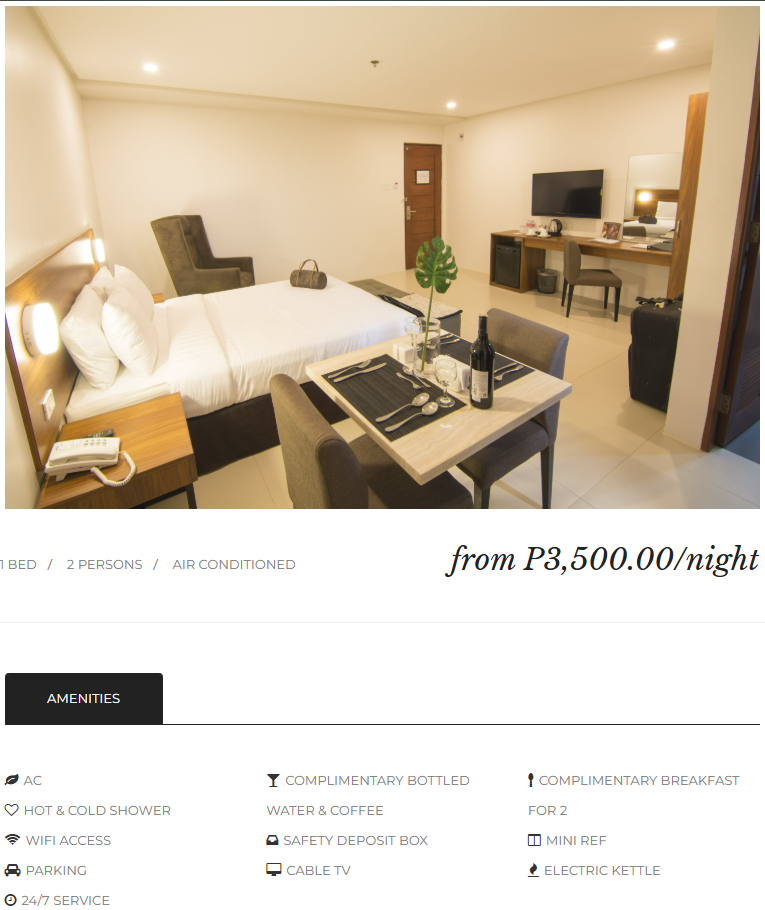 1 BED / 2 PERSONS / AIR CONDITIONED
from P3,500.00/night
AMENITIES
AC
HOT & COLD SHOWER
WIFI ACCESS
PARKING
24/7 SERVICE
COMPLIMENTARY BOTTLED
WATER & COFFEE
SAFETY DEPOSIT BOX
CABLE TV
COMPLIMENTARY BREAKFAST
FOR 2
MINI REF
ELECTRIC KETTLE